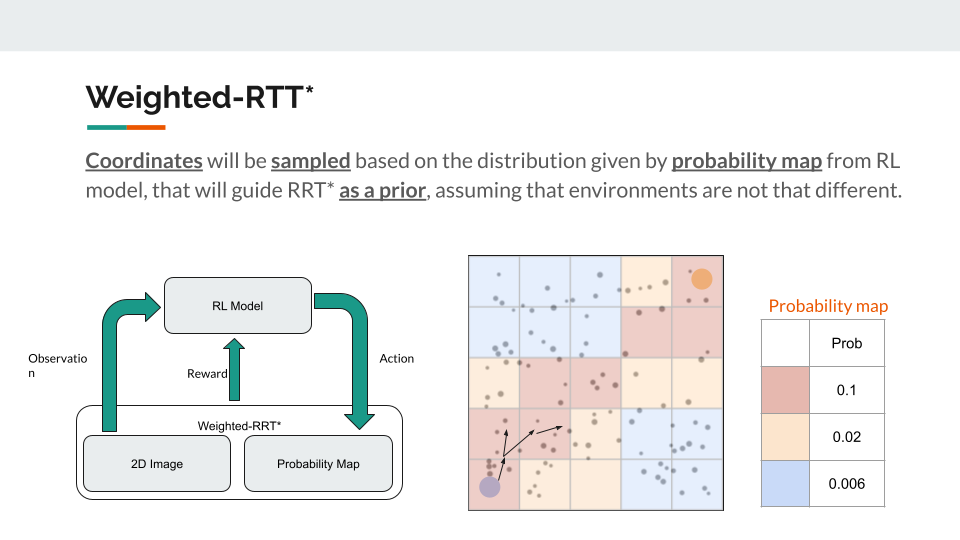 Weighted-RTT*
Coordinates will be sampled based on the distribution given by probability map from RL
model, that will guide RRT* as a prior, assuming that environments are not that different.
RL Model
Observatio
n
Reward
Action
Weighted-RRT*
2D Image
Probability Map
Probability map
Prob
0.1
0.02
0.006